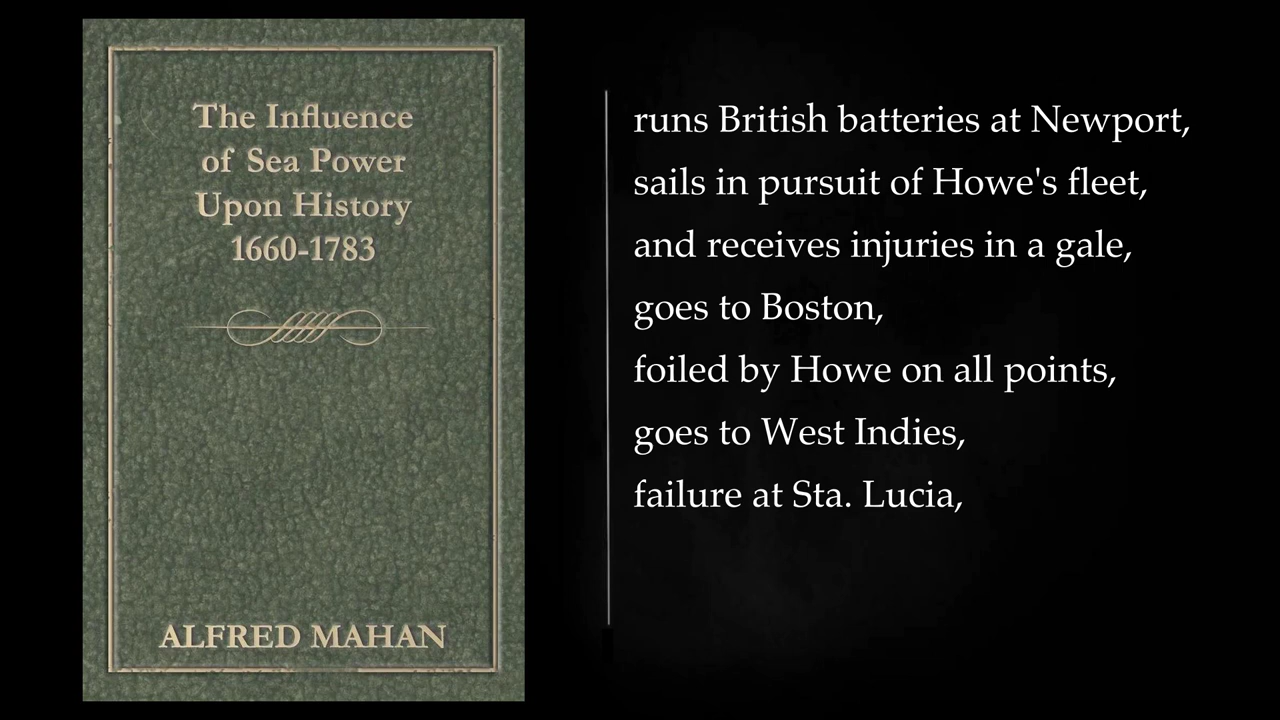 The Influence
of Sea Power
Upon History
1660-1783
ALFRED MAHAN
runs British batteries at Newport,
sails in pursuit of Howe's fleet,
and receives injuries in a gale,
goes to Boston,
foiled by Howe on all points,
goes to West Indies,
failure at Sta. Lucia,